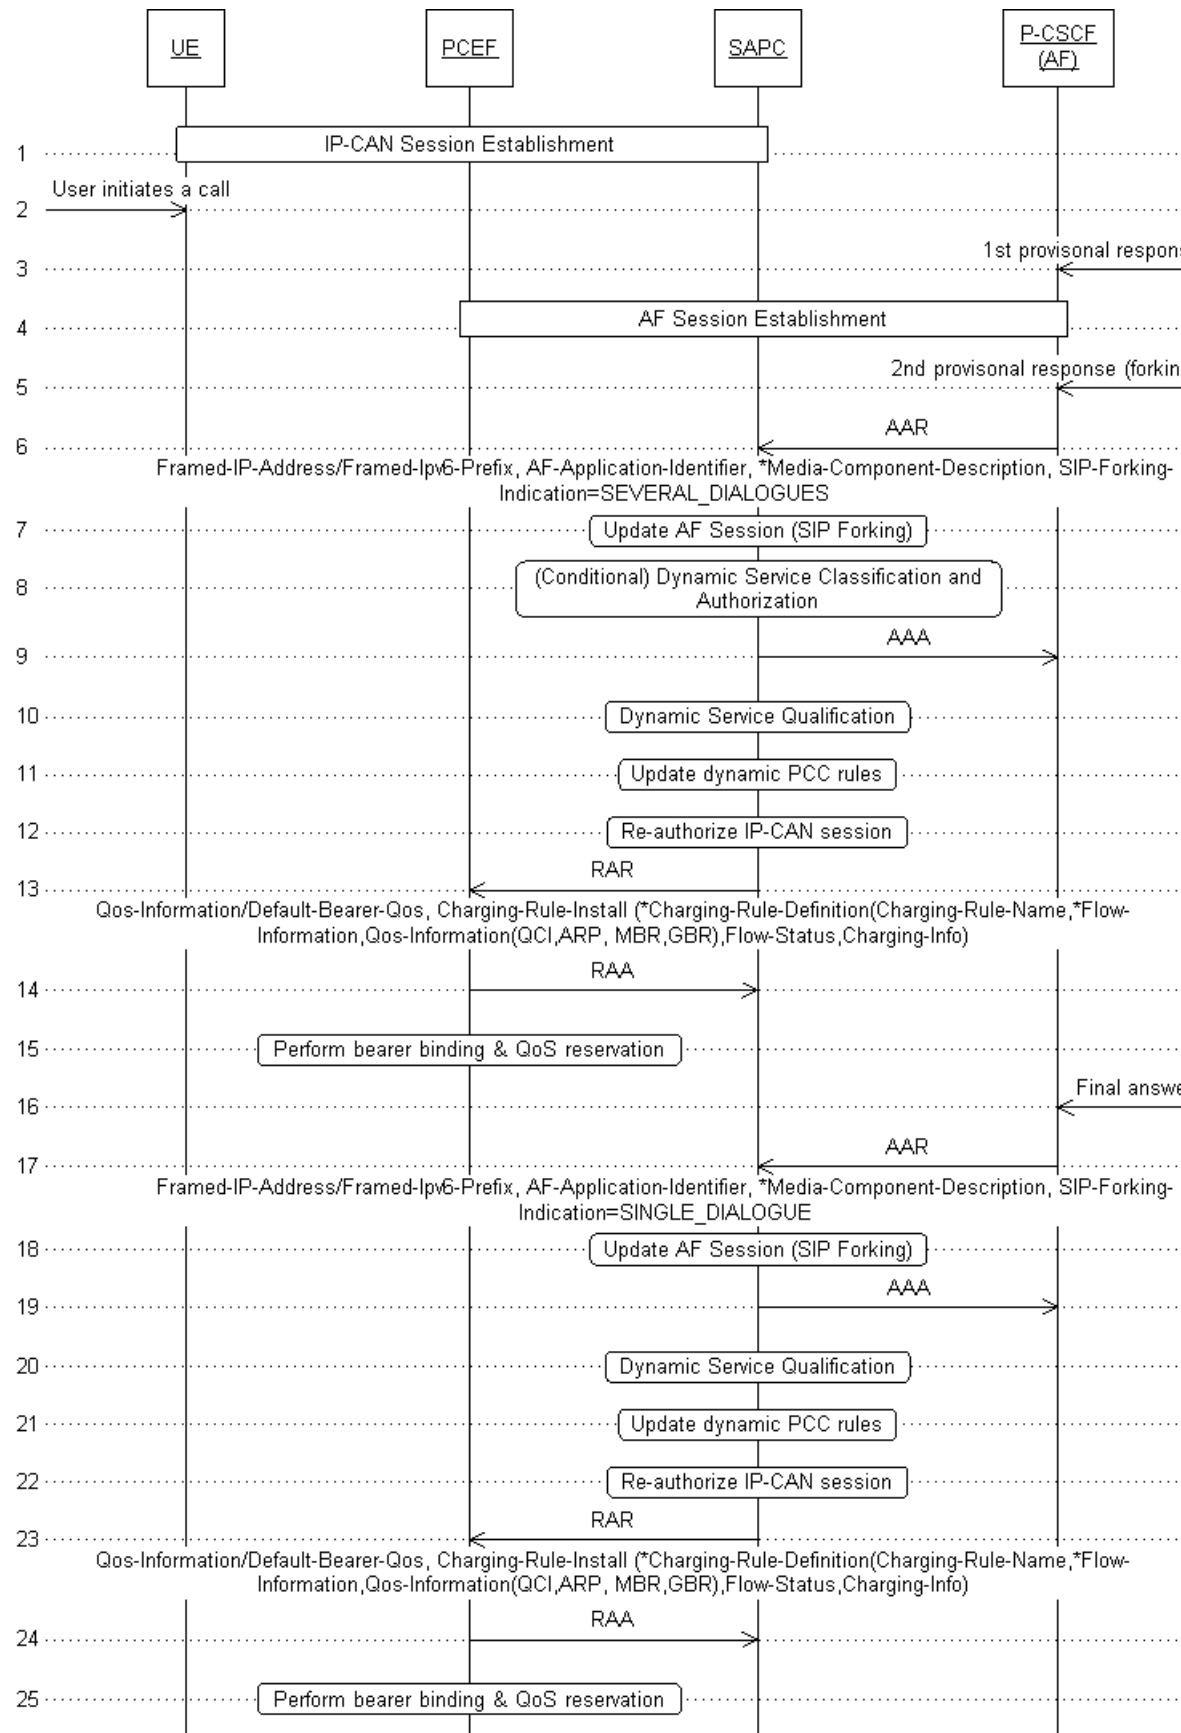 UE
PCEF
SAPC
P-CSCF
(AF)
1
IP-CAN Session Establishment
User initiates a call
2
1st provisonal respons
3
4
AF Session Establishment
2nd provisonal response (forkin
5
AAR
6
Framed-IP-Address/Framed-Ipv6-Prefix, AF-Application-Identifier, *Media-Component-Description, SIP-Forking-
Indication=SEVERAL_DIALOGUES
7
Update AF Session (SIP Forking)
8
(Conditional) Dynamic Service Classification and
Authorization
AAA
9
10
Dynamic Service Qualification
11
Update dynamic PCC rules
12
Re-authorize IP-CAN session
RAR
13
Qos-Information/Default-Bearer-Qos, Charging-Rule-Install (*Charging-Rule-Definition(Charging-Rule-Name,*Flow-
Information,Qos-Information(QCI,ARP, MBR,GBR),Flow-Status,Charging-Info)
RAA
14
15
Perform bearer binding & QoS reservation
Final answe
16
AAR
17
Framed-IP-Address/Framed-Ipv6-Prefix, AF-Application-Identifier, *Media-Component-Description, SIP-Forking-
Indication=SINGLE_DIALOGUE
18
Update AF Session (SIP Forking)
AAA
19
20
Dynamic Service Qualification
21
Update dynamic PCC rules
22
Re-authorize IP-CAN session
RAR
23
Qos-Information/Default-Bearer-Qos, Charging-Rule-Install (*Charging-Rule-Definition(Charging-Rule-Name,*Flow-
Information,Qos-Information(QCI,ARP, MBR,GBR),Flow-Status,Charging-Info)
RAA
24
25
Perform bearer binding & QoS reservation